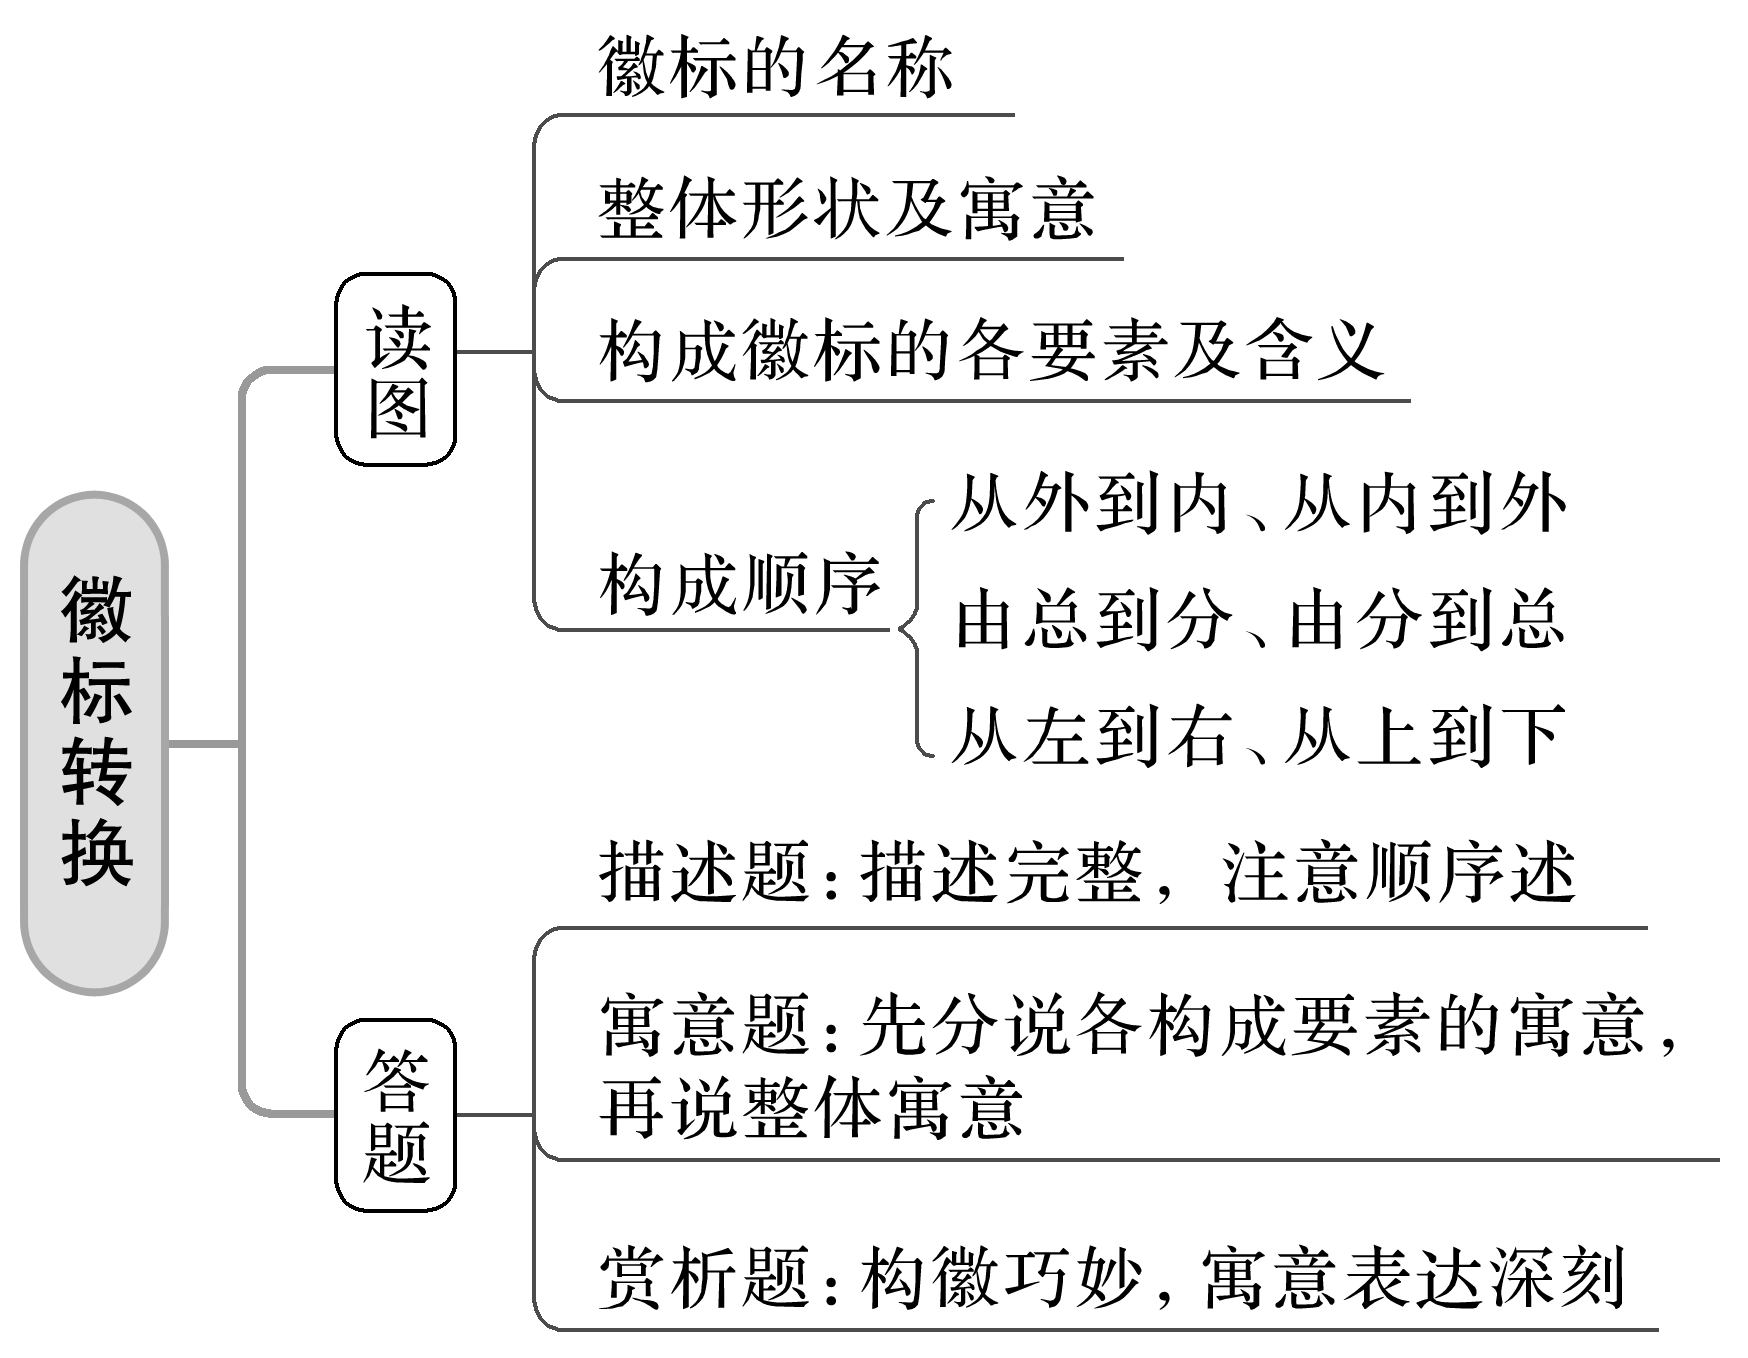 徽标转换
读图
徽标的名称
整体形状及寓意
构成徽标的各要素及含义
构成顺序
从外到内、从内到外
由总到分、由分到总
从左到右、从上到下
答题
描述题:描述完整,注意顺序述
寓意题:先分说各构成要素的寓意,
再说整体寓意
赏析题:构徽巧妙,寓意表达深刻